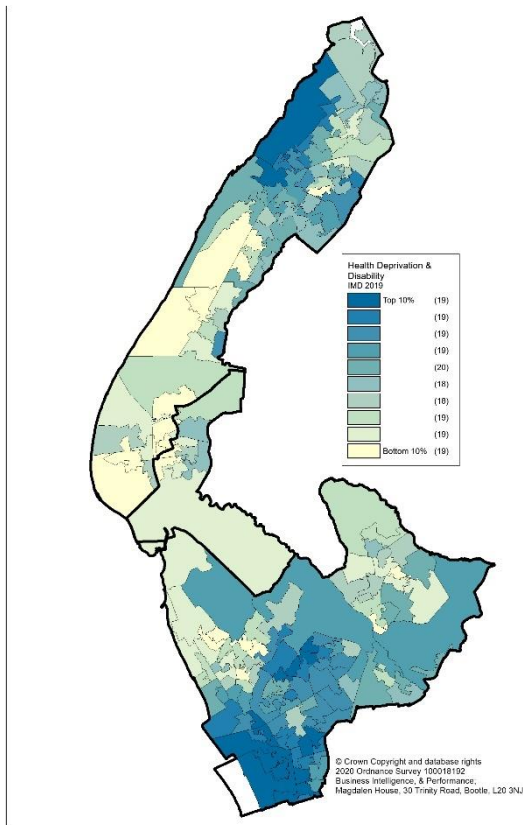 Health Deprivation &
Disability
IMD 2019
Top 10% (19)
(19)
(19)
(19)
(20)
(18)
(18)
(19)
(19)
Bottom 10% (19)
© Crown Copyright and database rights
2020 Ordnance Survey 100018192
Business Intelligence, & Performance,
Magdalen House, 30 Trinity Road, Bootle, L20 3NJ